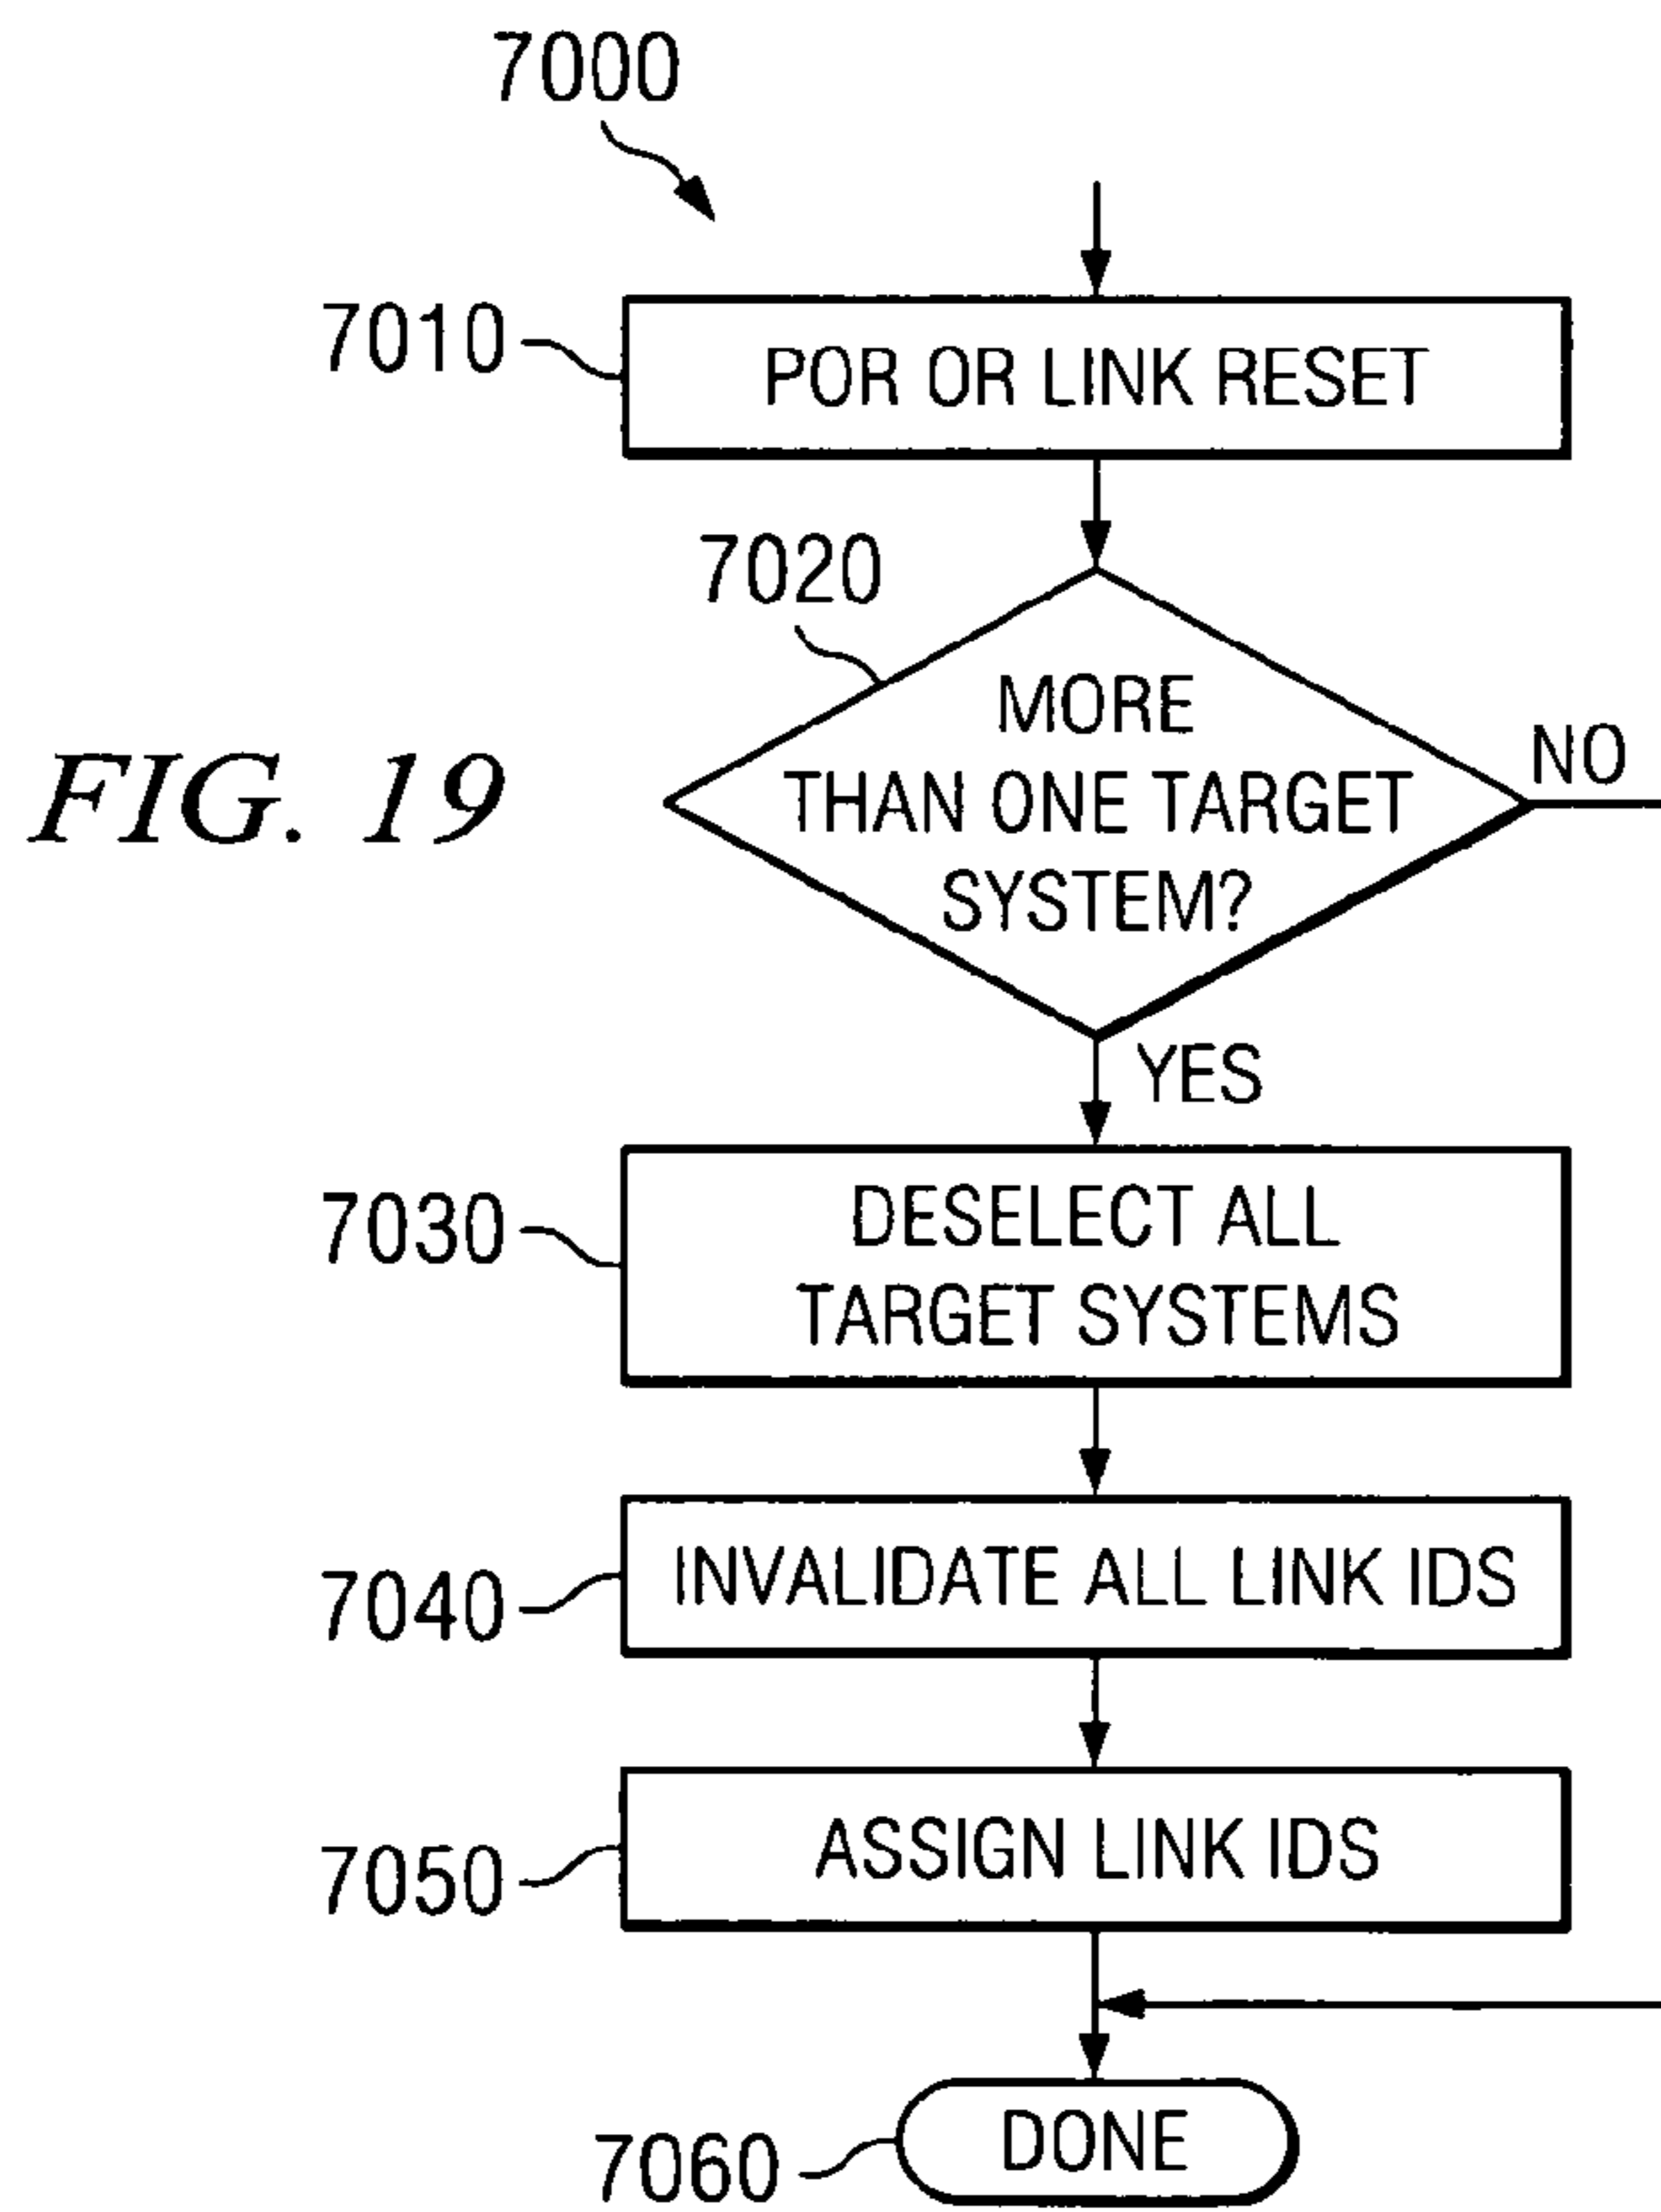 7000
7010
POR OR LINK RESET
7020
MORE
THAN ONE TARGET
SYSTEM?
NO
FIG. 19
YES
7030
DESELECT ALL
TARGET SYSTEMS
7040
INVALIDATE ALL LINK IDS
7050
ASSIGN LINK IDS
7060
DONE